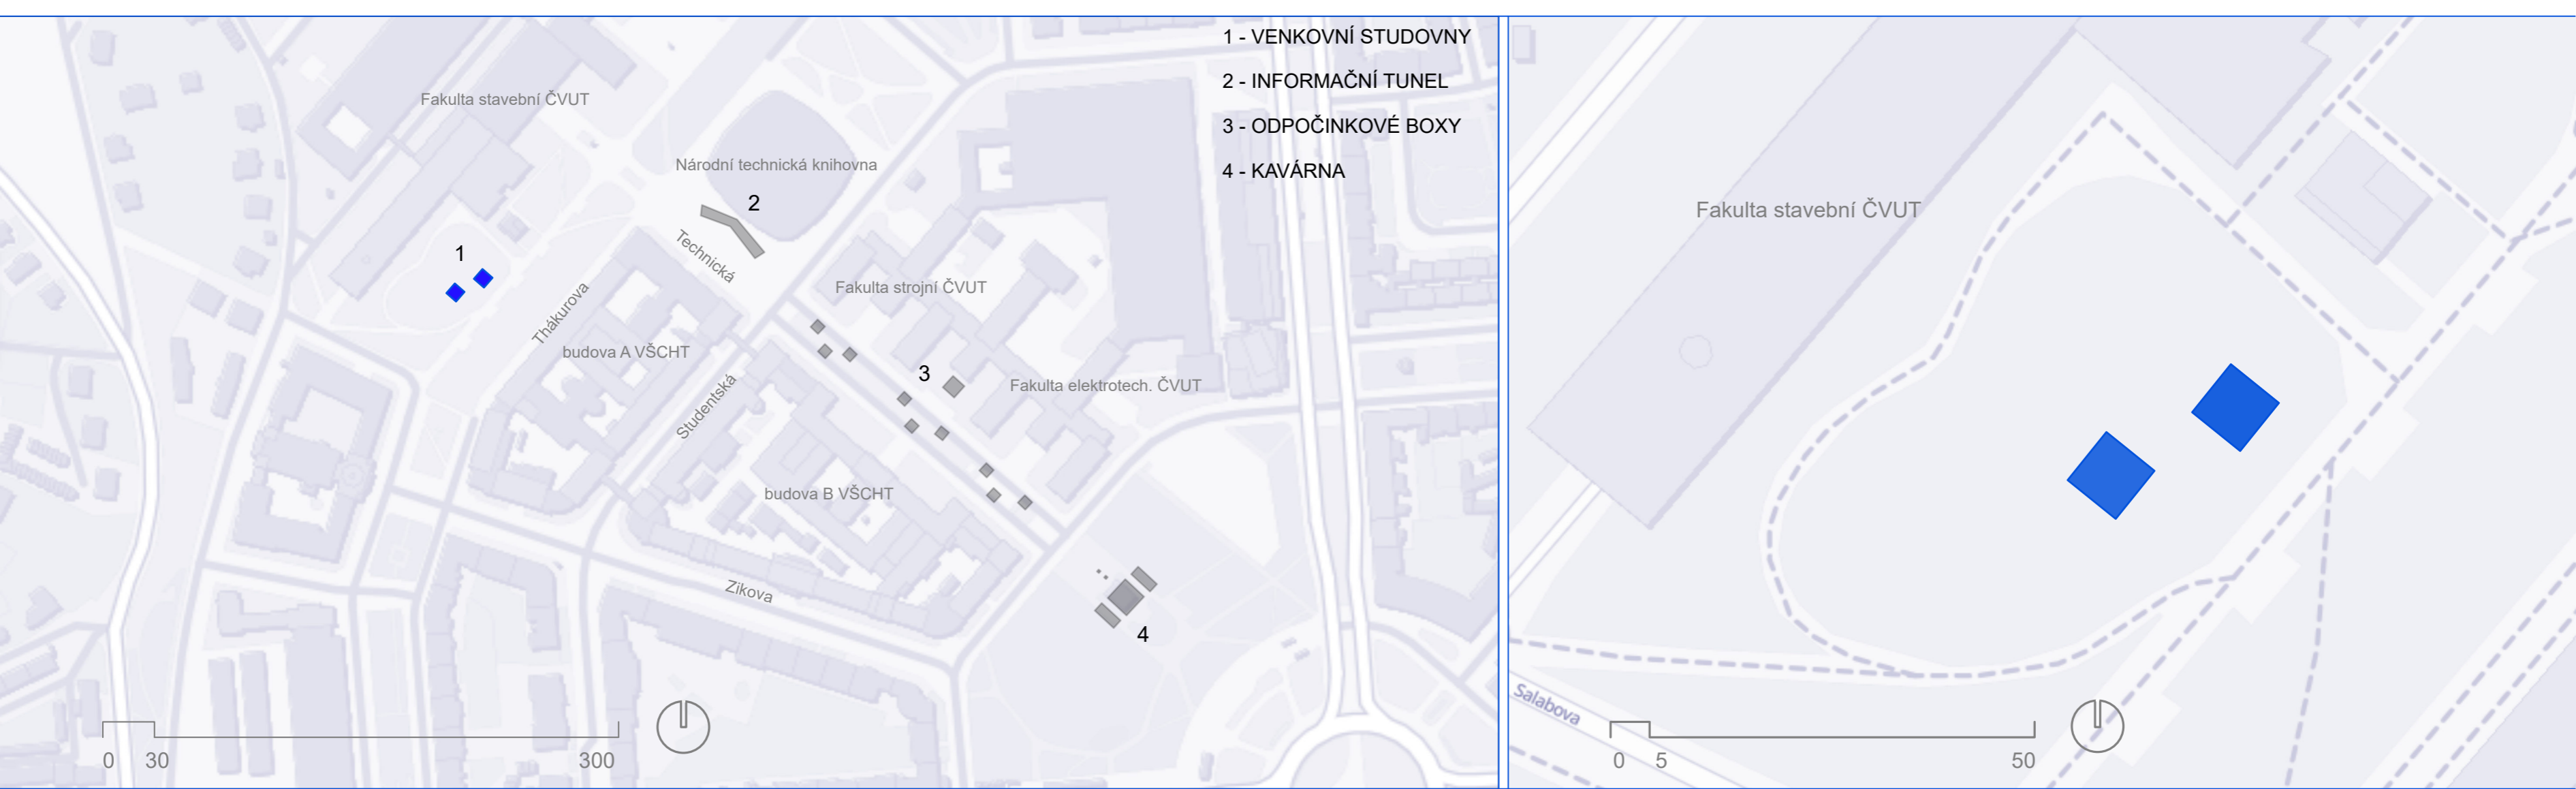 1 - VENKOVNÍ STUDOVNY
2 - INFORMAČNÍ TUNEL
3 - ODPOČINKOVÉ BOXY
4 - KAVÁRNA
Fakulta stavební ČVUT
Národní technická knihovna
2
Technická
1
Thákurova
Fakulta strojní ČVUT
budova A VŠCHT
3
Fakulta elektrotech. ČVUT
Studentská
budova B VŠCHT
Zikova
4
0 30 300
Fakulta stavební ČVUT
Salabova
0 5 50